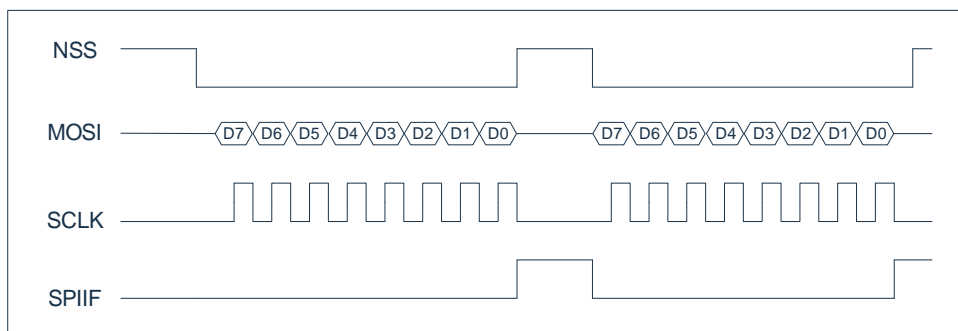 NSS
MOSI D7 D6 D5 D4 D3 D2 D1 D0 D7 D6 D5 D4 D3 D2 D1 D0
SCLK
SPIIF